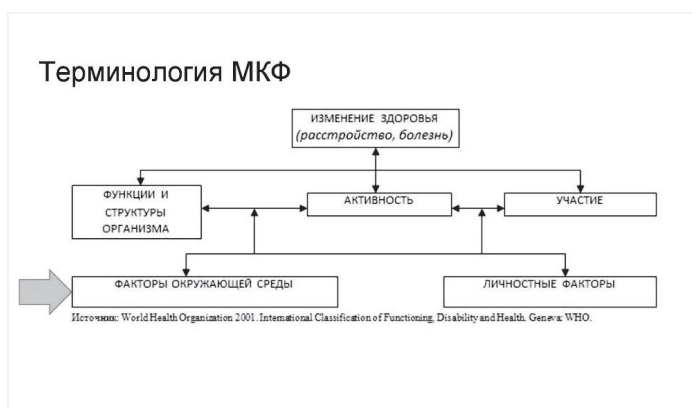 Терминология МКФ
ИЗМЕНЕНИЕ ЗДОРОВЬЯ
(расстройство, болезнь)
ФУНКЦИИ И
СТРУКТУРЫ
ОРГАНИЗМА
АКТИВНОСТЬ
УЧАСТИЕ
ФАКТОРЫ ОКРУЖАЮЩЕЙ СРЕДЫ
ЛИЧНОСТНЫЕ ФАКТОРЫ
Источник: World Health Organization 2001. International Classification of Functioning, Disability and Health. Geneva: WHO.